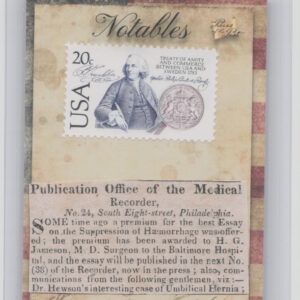 Notables
20c
USA
TREATY OF AMITY
AND COMMERCE
BETWEEN USA AND
SWEDEN 1783
Publication Office of the Medical
Recorder,
No. 24, South Eight-street, Philadelphia.
SOME time ago a premium for the best Essay
on the Suppression of Hæmorrhage was offer-
ed; the premium has been awarded to H. G.
Jameson, M. D. Surgeon to the Baltimore Hospi-
tal, and the essay will be published in the next No.
(38) of the Recorder, now in the press; also, com-
munications from the following gentlemen, viz:—
Dr. Hewson's interesting case of Umbilical Hernia;